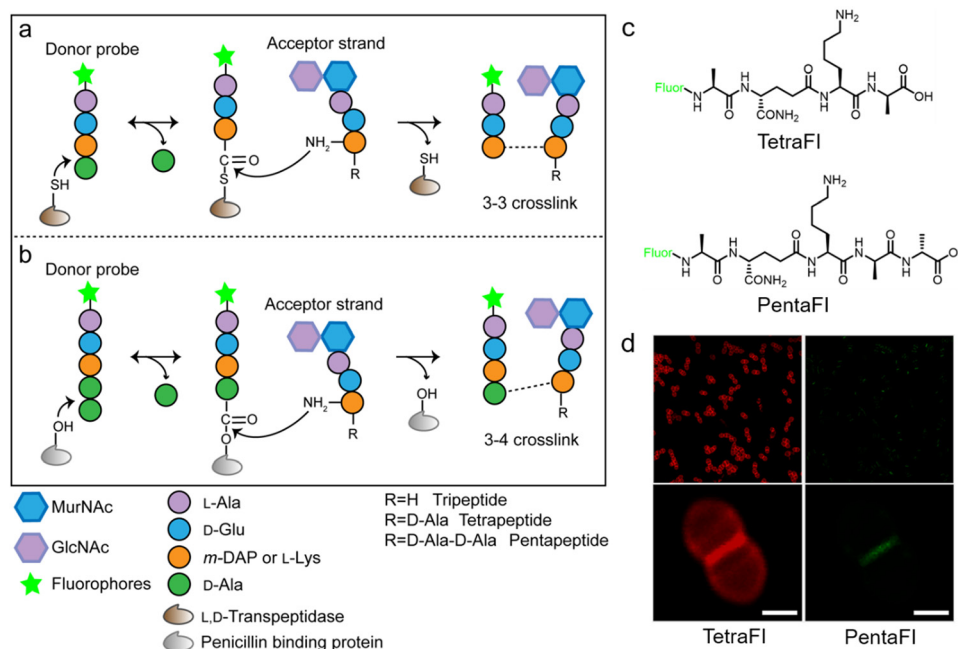 a
Donor probe
Acceptor strand
SH
C=O
S
NH2
R
SH
3-3 crosslink
b
Donor probe
Acceptor strand
OH
C=O
O
NH2
R
OH
3-4 crosslink
MurNAc
GlcNAc
Fluorophores
L-Ala
D-Glu
m-DAP or L-Lys
D-Ala
L,D-Transpeptidase
Penicillin binding protein
R=H Tripeptide
R=D-Ala Tetrapeptide
R=D-Ala-D-Ala Pentapeptide
c
NH2
Fluor
N
H
O
H
N
CONH2
O
N
H
O
H
N
O
OH
TetraFl
NH2
Fluor
N
H
O
H
N
CONH2
O
N
H
O
H
N
O
H
N
O
O
PentaFl
d
TetraFl
PentaFl